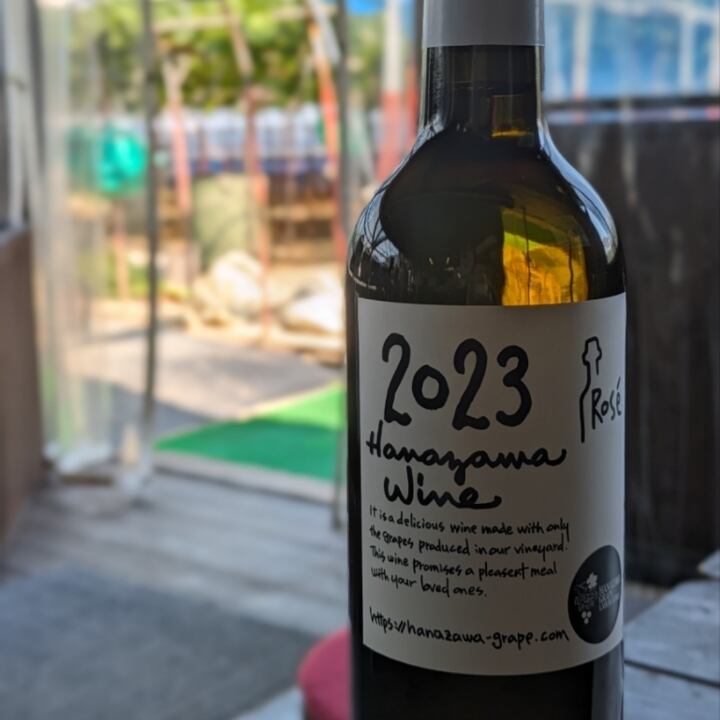 2023
Rosé
Hanazawa
Wine
It is a delicious wine made with only
the grapes produced in our vineyard.
This wine promises a pleasert meal
with your loved ones.
https://hanazawa-grape.com